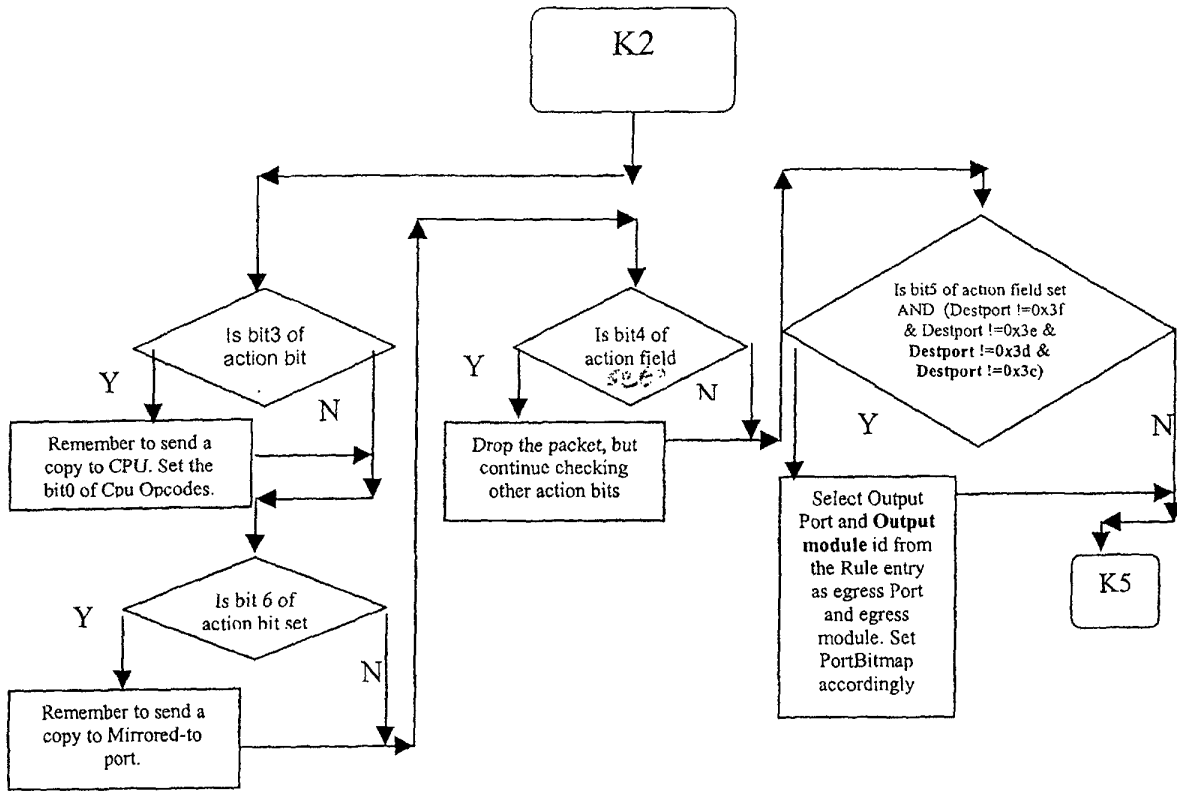 K2
Is bit3 of
action bit
Y
N
Remember to send a
copy to CPU. Set the
bit0 of Cpu Opcodes.
Is bit 6 of
action bit set
Y
N
Remember to send a
copy to Mirrored-to
port.
Is bit4 of
action field
Y
N
Drop the packet, but
continue checking
other action bits
Is bit5 of action field set
AND (Destport !=0x3f
& Destport !=0x3e &
Destport !=0x3d &
Destport !=0x3c)
Y
N
Select Output
Port and Output
module id from
the Rule entry
as egress Port
and egress
module. Set
PortBitmap
accordingly
K5